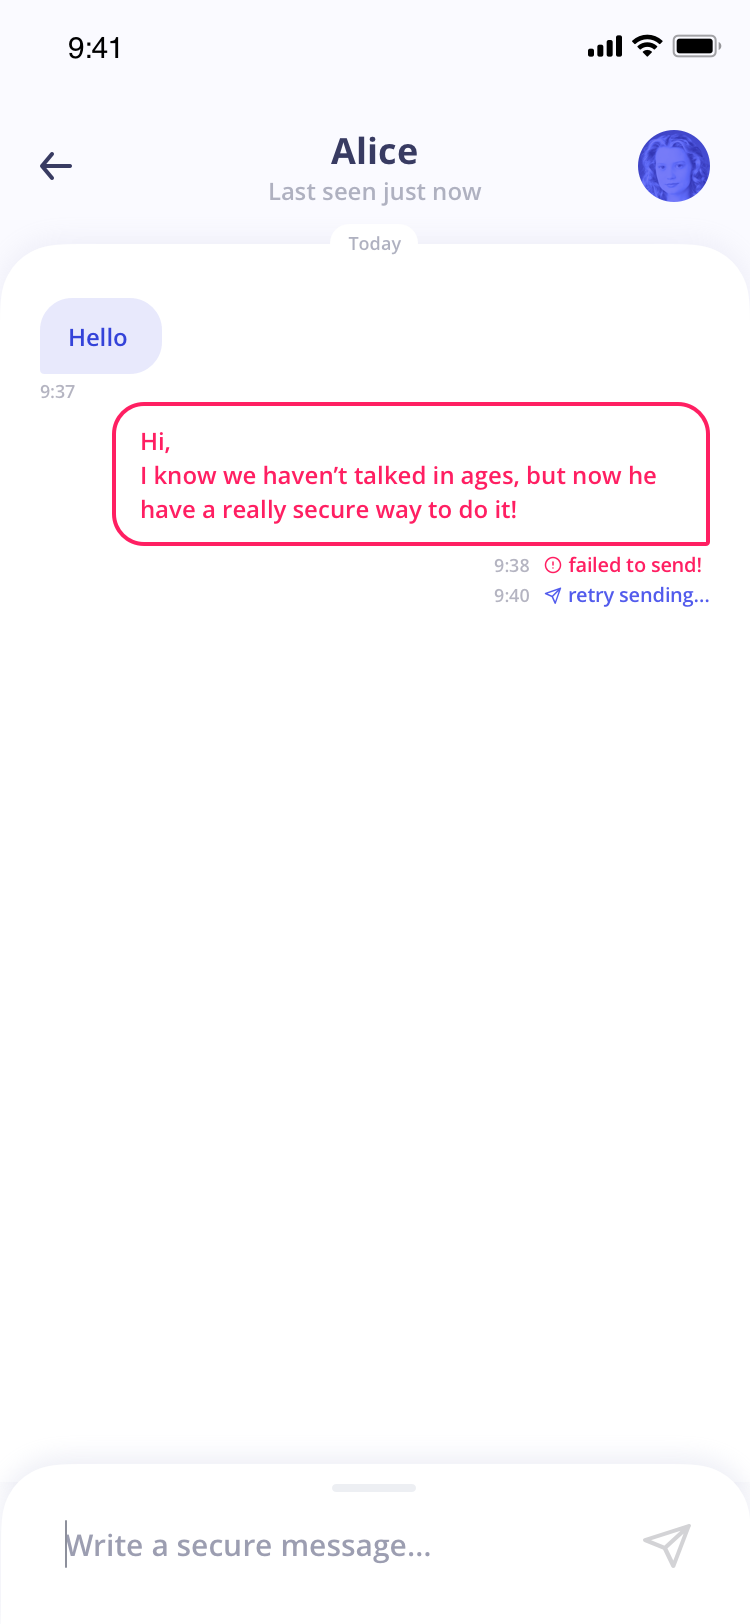 9:41
Alice
Last seen just now
Today
Hello
9:37
Hi,
I know we haven’t talked in ages, but now he
have a really secure way to do it!
9:38 failed to send!
9:40 retry sending...
Write a secure message...